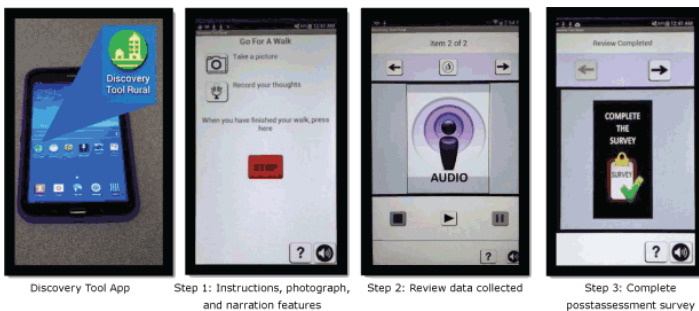 Discovery
Tool Rural
Go For A Walk
Take a picture
Record your thoughts
When you have finished your walk, press
here
STOP
?
item 2 of 2
AUDIO
?
Review Completed
COMPLETE
THE
SURVEY
SURVEY
?
Discovery Tool App
Step 1: Instructions, photograph,
and narration features
Step 2: Review data collected
Step 3: Complete
posstassessment survey